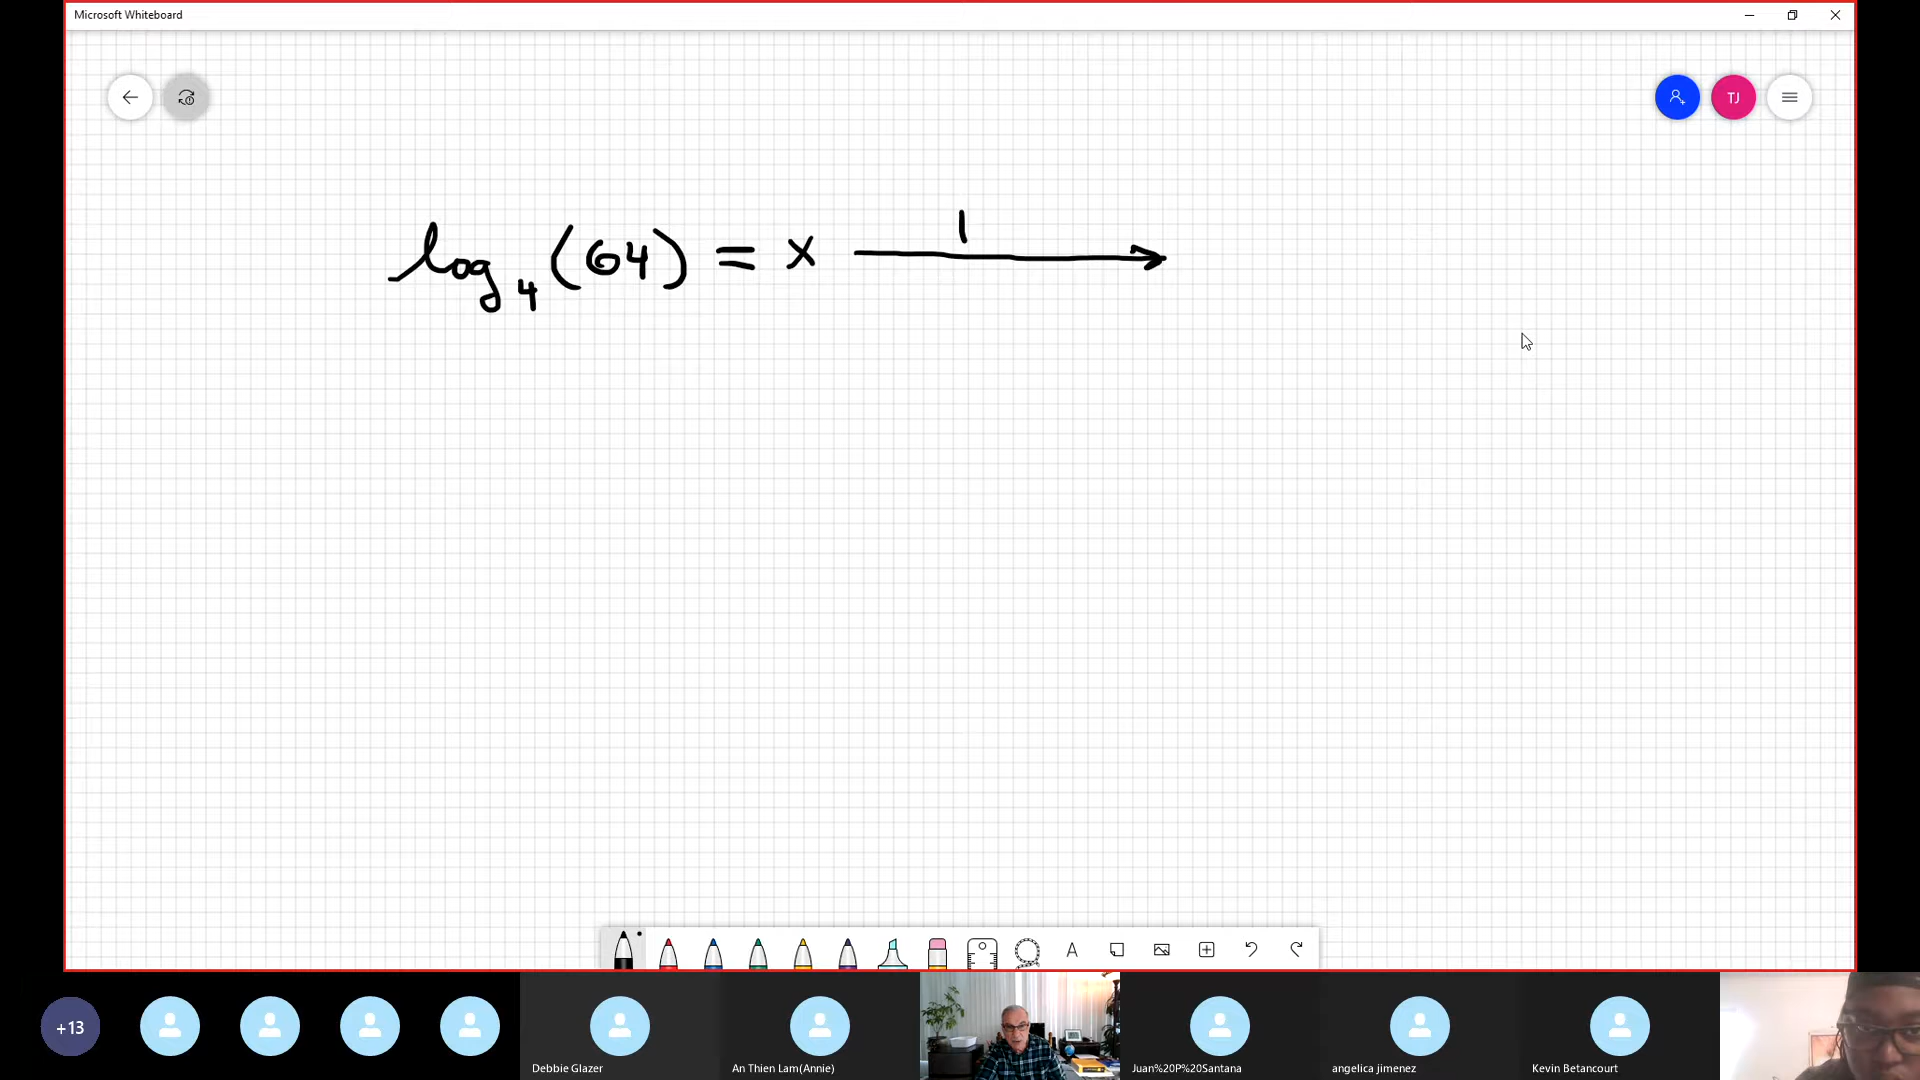 Microsoft Whiteboard
TJ
log₄(64) = x —1→
A
+13
Debbie Glazer
An Thien Lam(Annie)
Juan%20P%20Santana
angelica jimenez
Kevin Betancourt